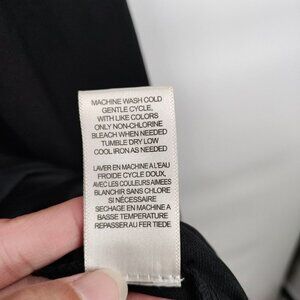 MACHINE WASH COLD
GENTLE CYCLE,
WITH LIKE COLORS
ONLY NON-CHLORINE
BLEACH WHEN NEEDED
TUMBLE DRY LOW
COOL IRON AS NEEDED
LAVER EN MACHINE A L'EAU
FROIDE CYCLE DOUX,
AVEC LES COULEURS AIMEES
BLANCHIR SANS CHLORE
SI NÉCESSAIRE
SECHAGE EN MACHINE A
BASSE TEMPERATURE
REPASSER AU FER TIEDE